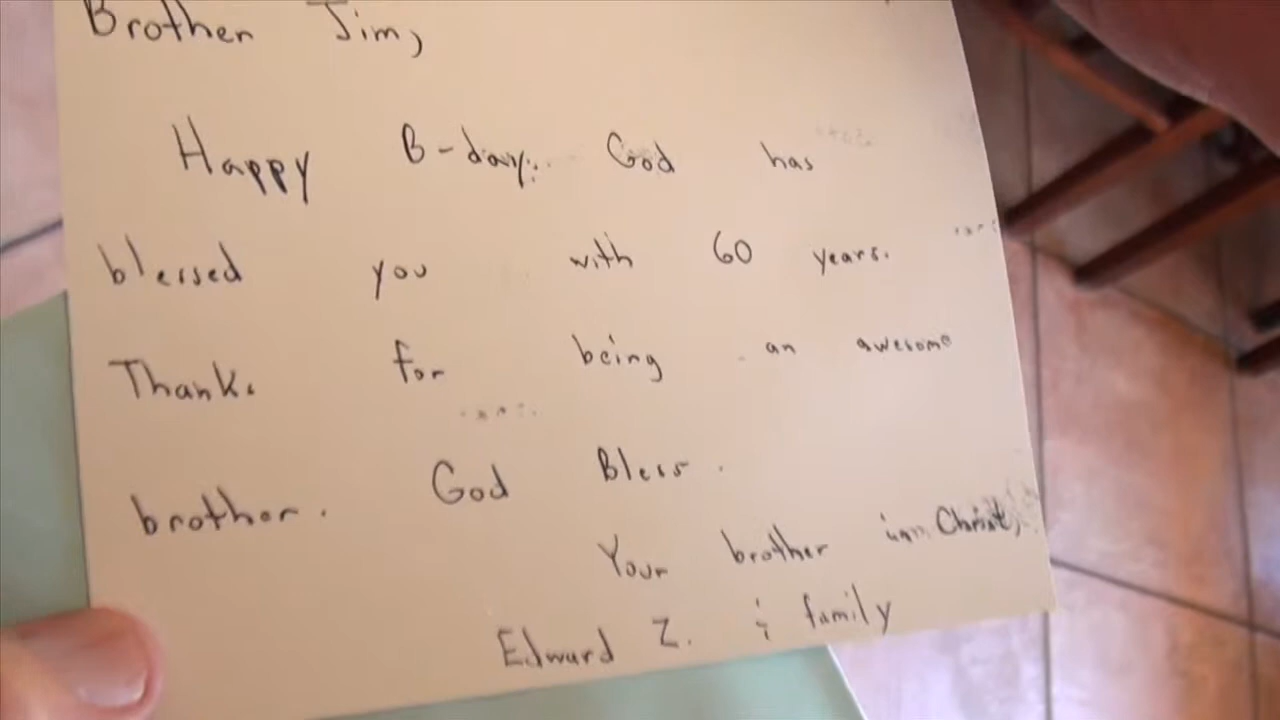 Brother Jim,
Happy B-day. God has
blessed you with 60 years.
Thanks for being an awesome
brother. God Bless.
Your brother in Christ,
Edward Z. & family